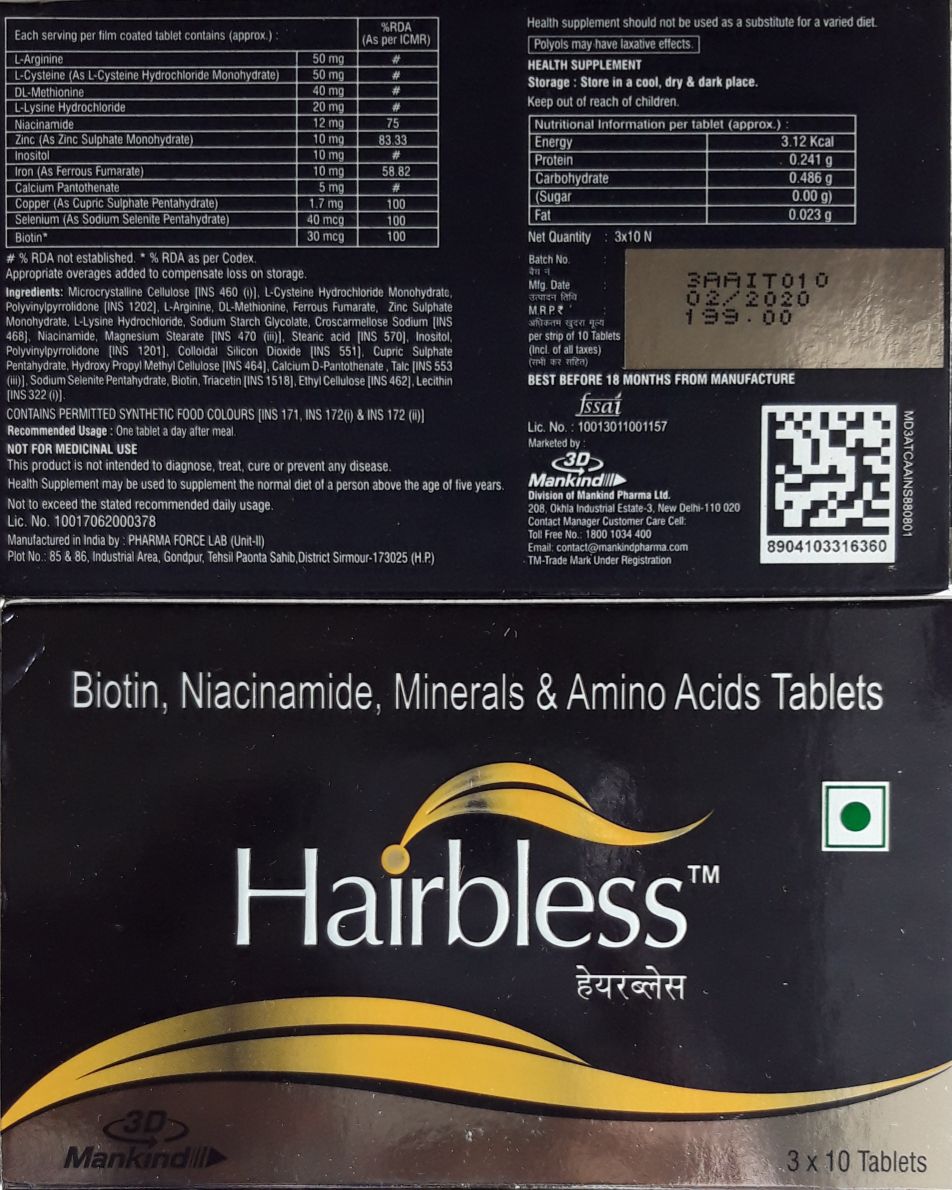 Each serving per film coated tablet contains (approx.) : %RDA (As per ICMR)
L-Arginine 50 mg #
L-Cysteine (As L-Cysteine Hydrochloride Monohydrate) 50 mg #
DL-Methionine 40 mg #
L-Lysine Hydrochloride 20 mg #
Niacinamide 12 mg 75
Zinc (As Zinc Sulphate Monohydrate) 10 mg 83.33
Inositol 10 mg #
Iron (As Ferrous Fumarate) 10 mg 58.82
Calcium Pantothenate 5 mg #
Copper (As Cupric Sulphate Pentahydrate) 1.7 mg 100
Selenium (As Sodium Selenite Pentahydrate) 40 mcg 100
Biotin* 30 mcg 100
# % RDA not established. * % RDA as per Codex.
Appropriate overages added to compensate loss on storage.
Ingredients: Microcrystalline Cellulose [INS 460 (i)], L-Cysteine Hydrochloride Monohydrate,
Polyvinylpyrrolidone [INS 1202], L-Arginine, DL-Methionine, Ferrous Fumarate, Zinc Sulphate
Monohydrate, L-Lysine Hydrochloride, Sodium Starch Glycolate, Croscarmellose Sodium [INS
468], Niacinamide, Magnesium Stearate [INS 470 (iii)], Stearic acid [INS 570], Inositol,
Polyvinylpyrrolidone [INS 1201], Colloidal Silicon Dioxide [INS 551], Cupric Sulphate
Pentahydrate, Hydroxy Propyl Methyl Cellulose [INS 464], Calcium D-Pantothenate , Talc [INS 553
(iii)], Sodium Selenite Pentahydrate, Biotin, Triacetin [INS 1518], Ethyl Cellulose [INS 462], Lecithin
[INS 322 (i)].
CONTAINS PERMITTED SYNTHETIC FOOD COLOURS [INS 171, INS 172(i) & INS 172 (ii)]
Recommended Usage : One tablet a day after meal.
NOT FOR MEDICINAL USE
This product is not intended to diagnose, treat, cure or prevent any disease.
Health Supplement may be used to supplement the normal diet of a person above the age of five years.
Not to exceed the stated recommended daily usage.
Lic. No. 10017062000378
Manufactured in India by : PHARMA FORCE LAB (Unit-II)
Plot No.: 85 & 86, Industrial Area, Gondpur, Tehsil Paonta Sahib,District Sirmour-173025 (H.P.)
Health supplement should not be used as a substitute for a varied diet.
Polyols may have laxative effects.
HEALTH SUPPLEMENT
Storage : Store in a cool, dry & dark place.
Keep out of reach of children.
Nutritional Information per tablet (approx.) :
Energy 3.12 Kcal
Protein 0.241 g
Carbohydrate 0.486 g
(Sugar 0.00 g)
Fat 0.023 g
Net Quantity : 3x10 N
Batch No. : 3AAIT010
बैच नं
Mfg. Date : 02/2020
उत्पादन तिथि
M.R.P.₹ : 199.00
अधिकतम खुदरा मूल्य
per strip of 10 Tablets
(Incl. of all taxes)
(सभी कर सहित)
BEST BEFORE 18 MONTHS FROM MANUFACTURE
fssai
Lic. No. : 10013011001157
Marketed by :
3D
Mankind
Division of Mankind Pharma Ltd.
208, Okhla Industrial Estate-3, New Delhi-110 020
Contact Manager Customer Care Cell:
Toll Free No.: 1800 1034 400
Email: contact@mankindpharma.com
TM-Trade Mark Under Registration
8904103316360
MD3ATCAAINS880801
Biotin, Niacinamide, Minerals & Amino Acids Tablets
Hairbless™
हेयरब्लेस
3D
Mankind
3 x 10 Tablets